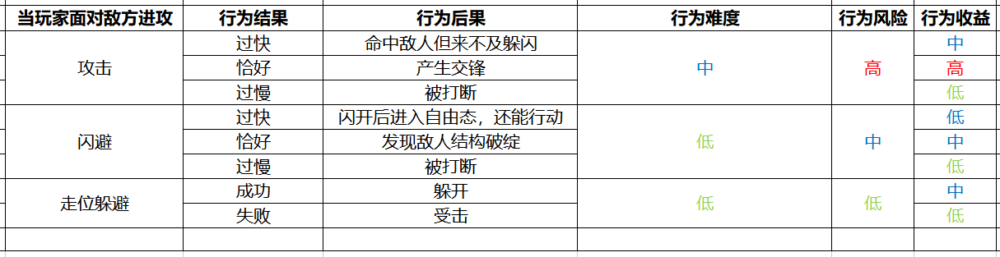 当玩家面对敌方进攻 行为结果 行为后果 行为难度 行为风险 行为收益
过快 命中敌人但来不及躲闪 中
攻击 恰好 产生交锋 中 高 高
过慢 被打断 低
过快 闪开后进入自由态，还能行动 低
闪避 恰好 发现敌人结构破绽 低 中 中
过慢 被打断 低
走位躲避 成功 躲开 低 低 中
失败 受击 低